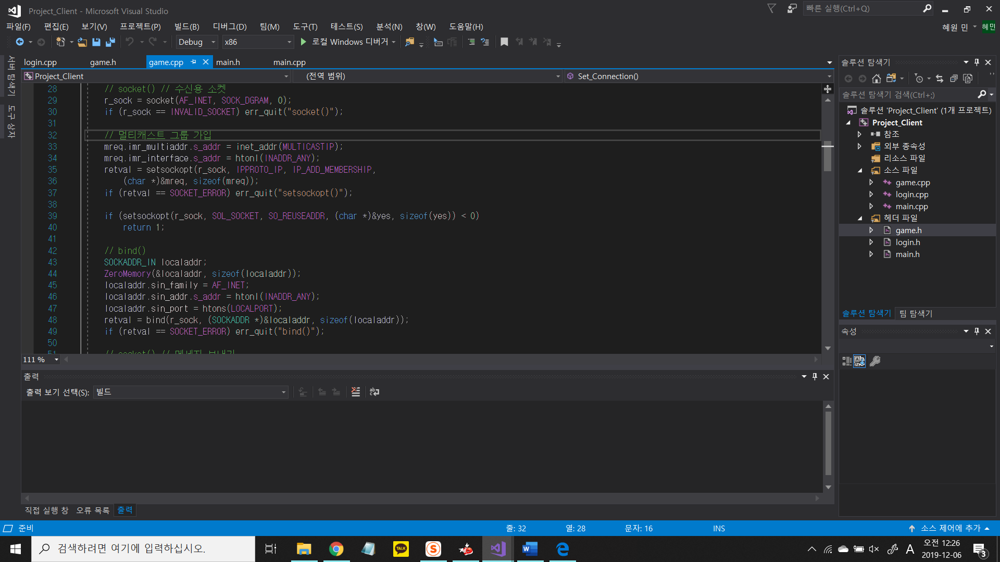 Project_Client - Microsoft Visual Studio
빠른 실행(Ctrl+Q)
파일(F) 편집(E) 보기(V) 프로젝트(P) 빌드(B) 디버그(D) 팀(M) 도구(T) 테스트(S) 분석(N) 창(W) 도움말(H)
혜원 민
혜민
Debug x86 로컬 Windows 디버거
서버 탐색기
도구 상자
login.cpp game.h game.cpp main.h main.cpp
Project_Client (전역 범위) Set_Connection()
28 // socket() // 수신용 소켓
29 r_sock = socket(AF_INET, SOCK_DGRAM, 0);
30 if (r_sock == INVALID_SOCKET) err_quit("socket()");
31
32 // 멀티캐스트 그룹 가입
33 mreq.imr_multiaddr.s_addr = inet_addr(MULTICASTIP);
34 mreq.imr_interface.s_addr = htonl(INADDR_ANY);
35 retval = setsockopt(r_sock, IPPROTO_IP, IP_ADD_MEMBERSHIP,
36 (char *)&mreq, sizeof(mreq));
37 if (retval == SOCKET_ERROR) err_quit("setsockopt()");
38
39 if (setsockopt(r_sock, SOL_SOCKET, SO_REUSEADDR, (char *)&yes, sizeof(yes)) < 0)
40 return 1;
41
42 // bind()
43 SOCKADDR_IN localaddr;
44 ZeroMemory(&localaddr, sizeof(localaddr));
45 localaddr.sin_family = AF_INET;
46 localaddr.sin_addr.s_addr = htonl(INADDR_ANY);
47 localaddr.sin_port = htons(LOCALPORT);
48 retval = bind(r_sock, (SOCKADDR *)&localaddr, sizeof(localaddr));
49 if (retval == SOCKET_ERROR) err_quit("bind()");
50
51 // socket() // 메세지 보내기
111 %
출력
출력 보기 선택(S): 빌드
직접 실행 창 오류 목록 출력
솔루션 탐색기
솔루션 탐색기 검색(Ctrl+;)
솔루션 'Project_Client' (1개 프로젝트)
Project_Client
참조
외부 종속성
리소스 파일
소스 파일
game.cpp
login.cpp
main.cpp
헤더 파일
game.h
login.h
main.h
솔루션 탐색기 팀 탐색기
속성
준비 줄: 32 열: 28 문자: 16 INS 소스 제어에 추가
검색하려면 여기에 입력하십시오.
TALK
S
A
오전 12:26
2019-12-06
3